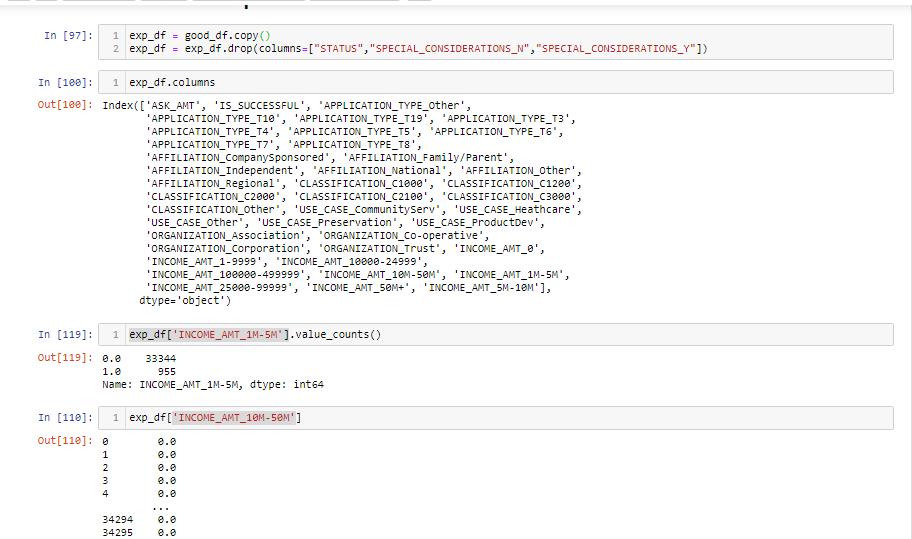 In [97]: 1 exp_df = good_df.copy()
2 exp_df = exp_df.drop(columns=["STATUS","SPECIAL_CONSIDERATIONS_N","SPECIAL_CONSIDERATIONS_Y"])
In [100]: 1 exp_df.columns
Out[100]: Index(['ASK_AMT', 'IS_SUCCESSFUL', 'APPLICATION_TYPE_Other',
'APPLICATION_TYPE_T10', 'APPLICATION_TYPE_T19', 'APPLICATION_TYPE_T3',
'APPLICATION_TYPE_T4', 'APPLICATION_TYPE_T5', 'APPLICATION_TYPE_T6',
'APPLICATION_TYPE_T7', 'APPLICATION_TYPE_T8',
'AFFILIATION_CompanySponsored', 'AFFILIATION_Family/Parent',
'AFFILIATION_Independent', 'AFFILIATION_National', 'AFFILIATION_Other',
'AFFILIATION_Regional', 'CLASSIFICATION_C1000', 'CLASSIFICATION_C1200',
'CLASSIFICATION_C2000', 'CLASSIFICATION_C2100', 'CLASSIFICATION_C3000',
'CLASSIFICATION_Other', 'USE_CASE_CommunityServ', 'USE_CASE_Heathcare',
'USE_CASE_Other', 'USE_CASE_Preservation', 'USE_CASE_ProductDev',
'ORGANIZATION_Association', 'ORGANIZATION_Co-operative',
'ORGANIZATION_Corporation', 'ORGANIZATION_Trust', 'INCOME_AMT_0',
'INCOME_AMT_1-9999', 'INCOME_AMT_10000-24999',
'INCOME_AMT_100000-499999', 'INCOME_AMT_10M-50M', 'INCOME_AMT_1M-5M',
'INCOME_AMT_25000-99999', 'INCOME_AMT_50M+', 'INCOME_AMT_5M-10M'],
dtype='object')
In [119]: 1 exp_df['INCOME_AMT_1M-5M'].value_counts()
Out[119]: 0.0 33344
1.0 955
Name: INCOME_AMT_1M-5M, dtype: int64
In [110]: 1 exp_df['INCOME_AMT_10M-50M']
Out[110]: 0 0.0
1 0.0
2 0.0
3 0.0
4 0.0
...
34294 0.0
34295 0.0